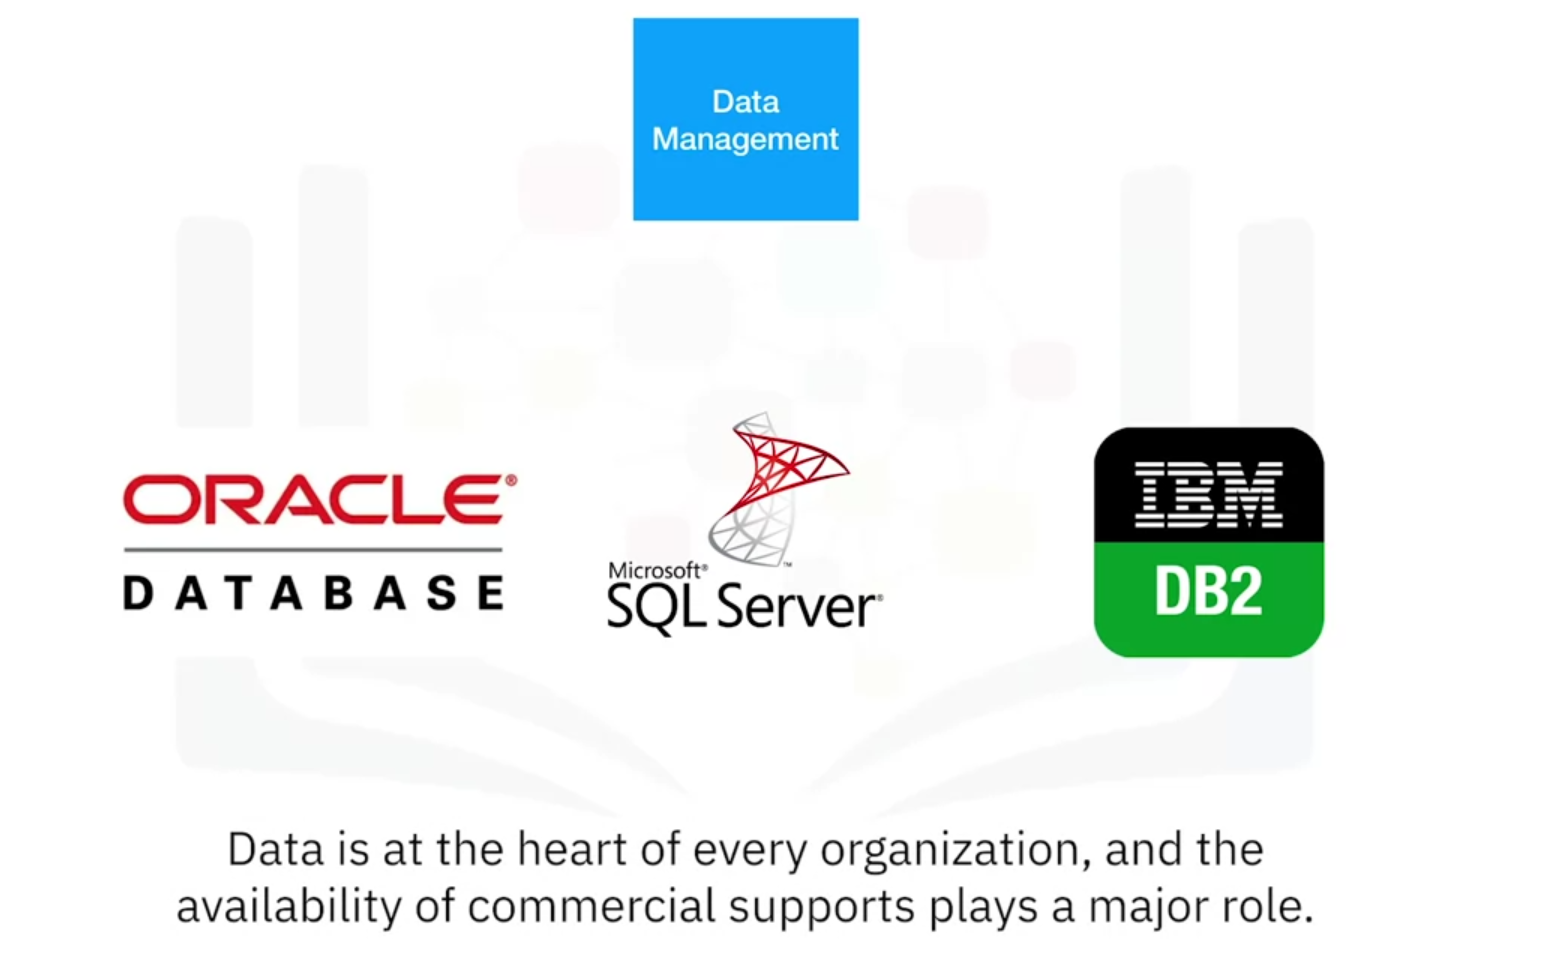 Data
Management
ORACLE®
DATABASE
Microsoft®
SQL Server®
™
IBM
DB2
Data is at the heart of every organization, and the
availability of commercial supports plays a major role.